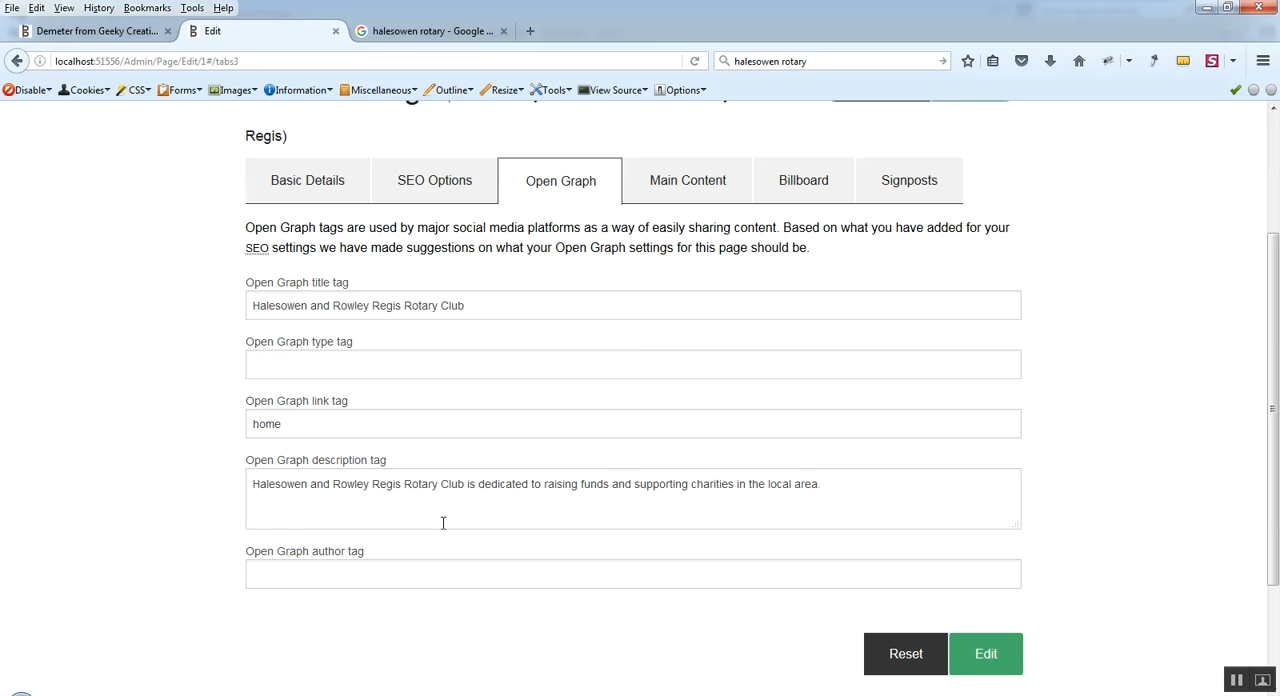 File Edit View History Bookmarks Tools Help
Demeter from Geeky Creati... × Edit × halesowen rotary - Google ... × +
localhost:51556/Admin/Page/Edit/1#/tabs3 halesowen rotary
Disable Cookies CSS Forms Images Information Miscellaneous Outline Resize Tools View Source Options
Regis)
Basic Details SEO Options Open Graph Main Content Billboard Signposts
Open Graph tags are used by major social media platforms as a way of easily sharing content. Based on what you have added for your
SEO settings we have made suggestions on what your Open Graph settings for this page should be.
Open Graph title tag
Halesowen and Rowley Regis Rotary Club
Open Graph type tag
Open Graph link tag
home
Open Graph description tag
Halesowen and Rowley Regis Rotary Club is dedicated to raising funds and supporting charities in the local area.
Open Graph author tag
Reset Edit